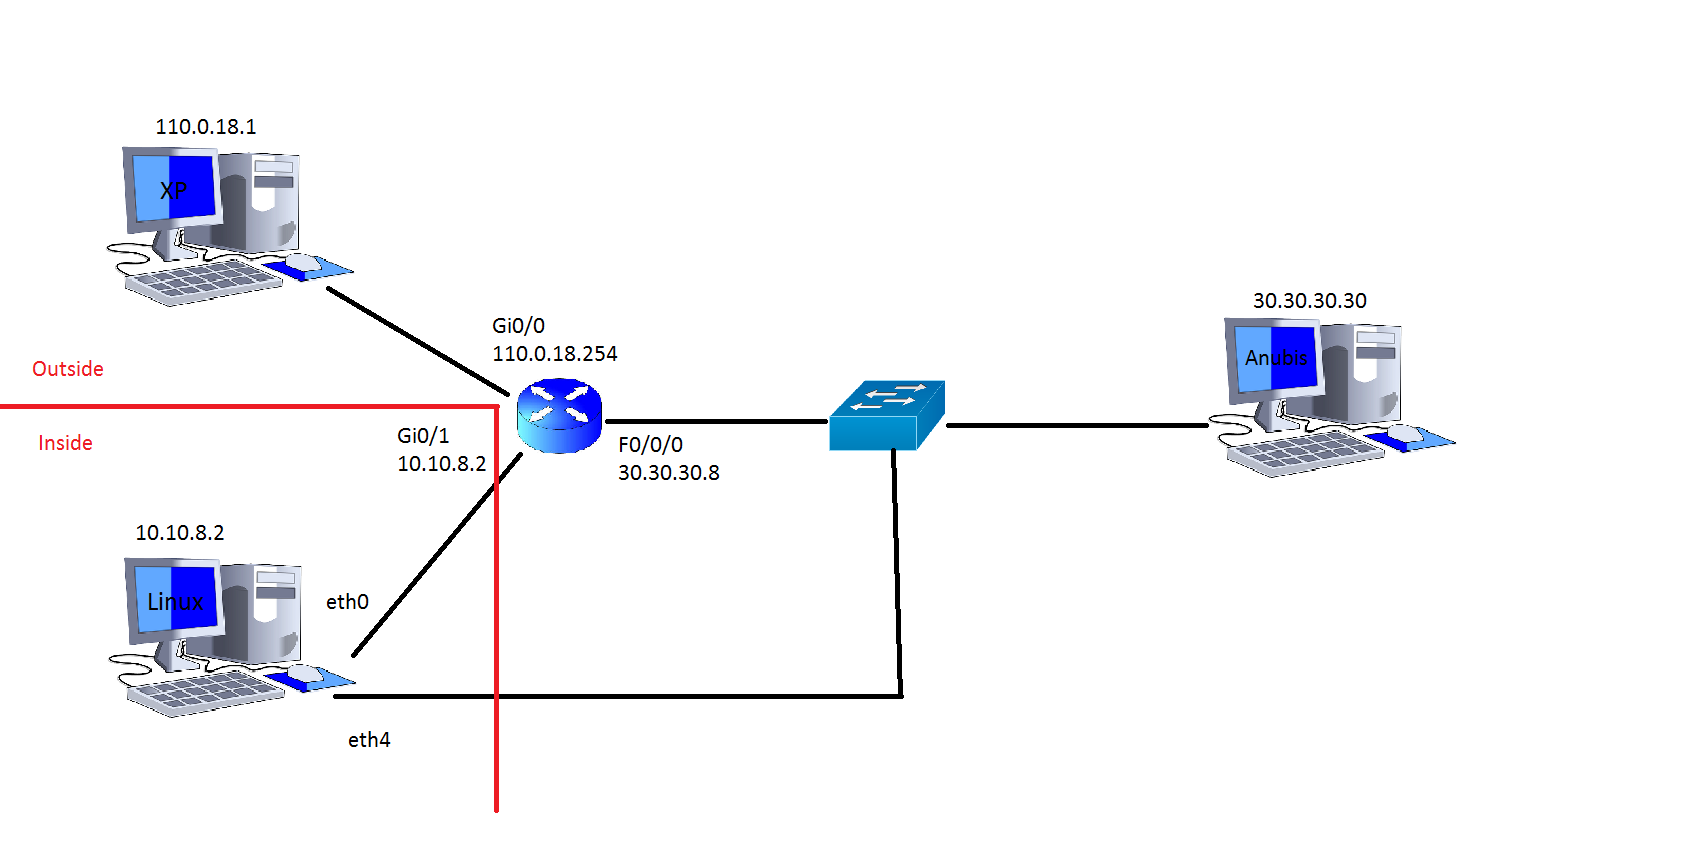 110.0.18.1
XP
Gi0/0
110.0.18.254
30.30.30.30
Anubis
Outside
Inside
Gi0/1
10.10.8.2
F0/0/0
30.30.30.8
10.10.8.2
Linux
eth0
eth4